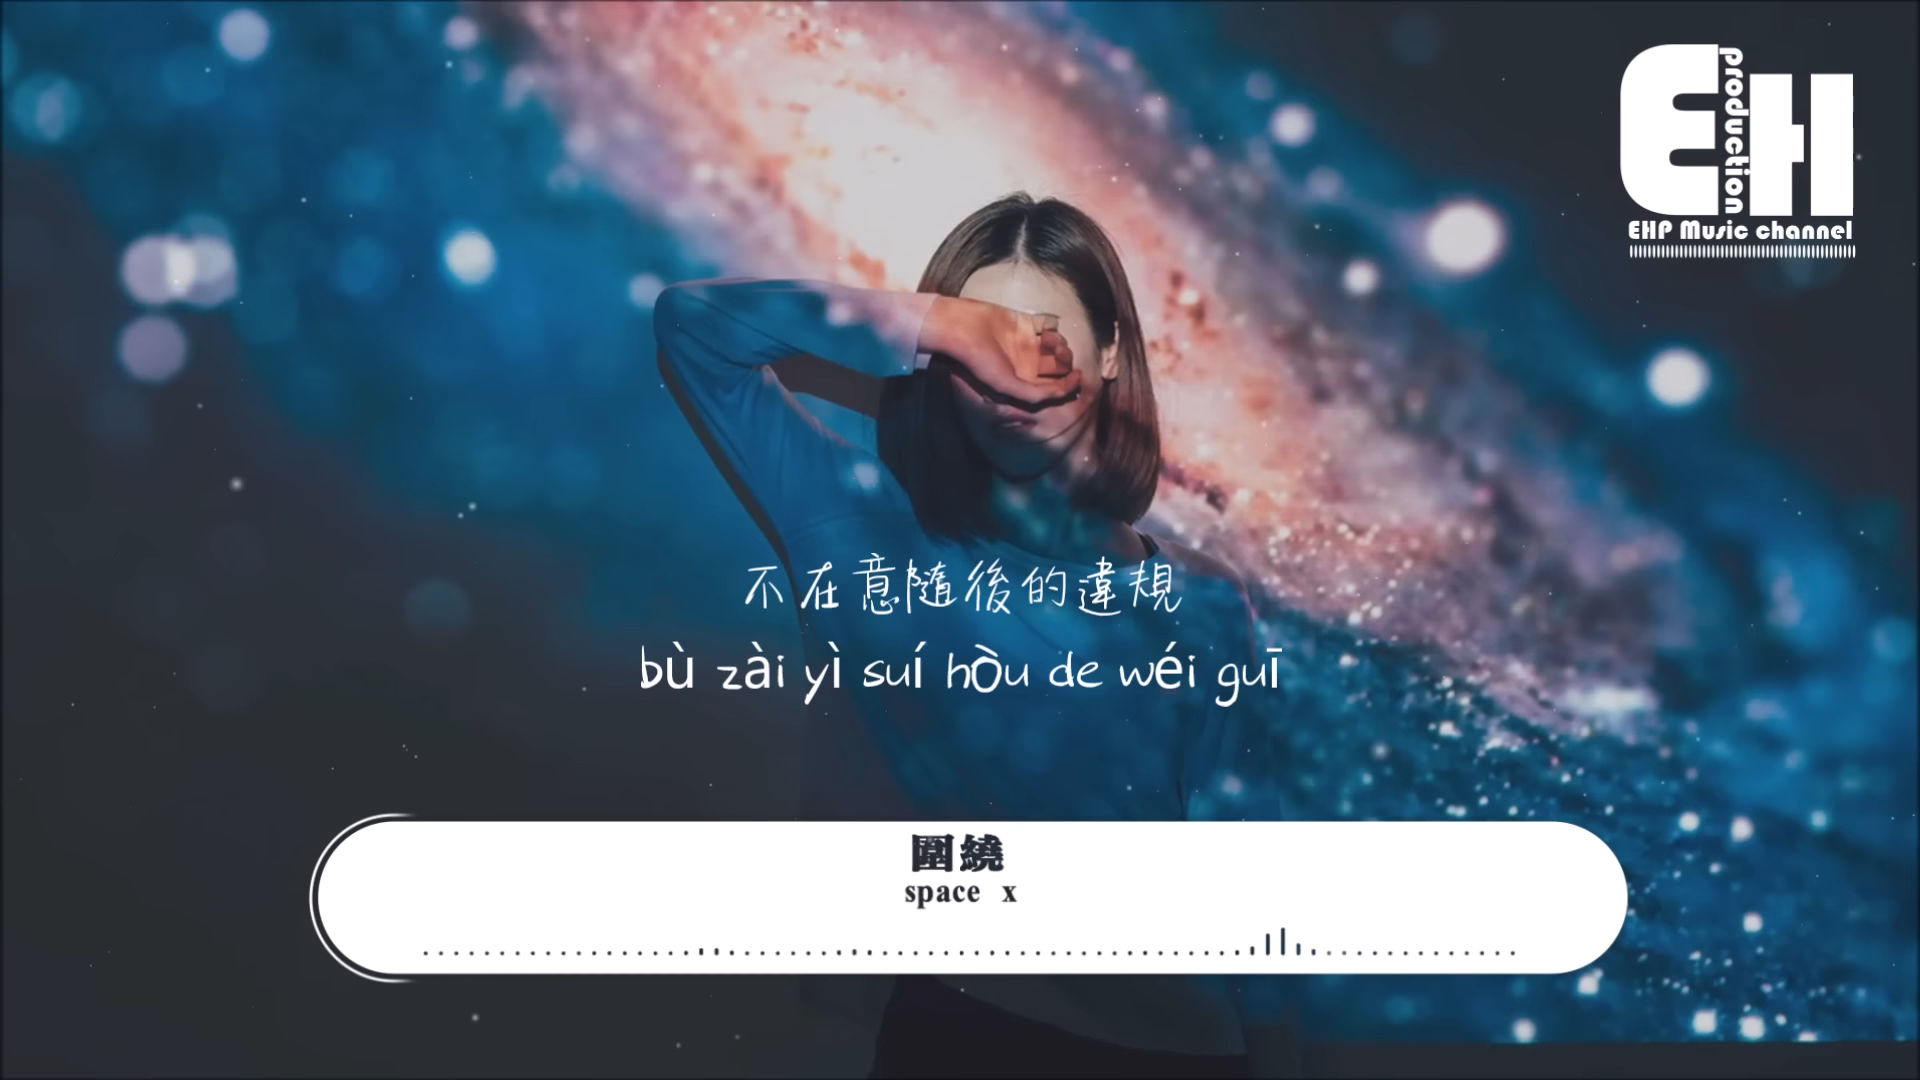 EH
production
EHP Music channel
不在意隨後的違規
bù zài yì suí hòu de wéi guī
圍繞
space x